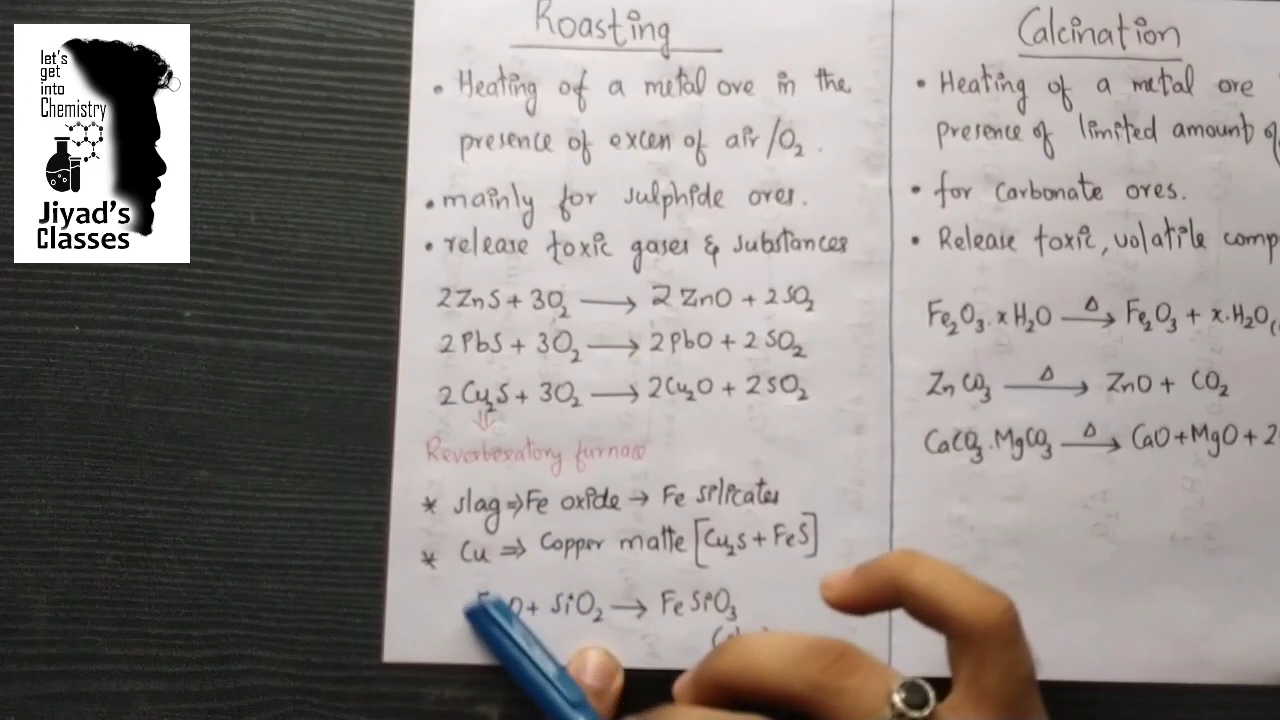 let's
get
into
Chemistry
Jiyad's
Classes
Roasting
• Heating of a metal ore in the
presence of excen of air/O₂.
• mainly for sulphide ores.
• release toxic gases & substances
2ZnS + 3O₂ → 2ZnO + 2SO₂
2PbS + 3O₂ → 2PbO + 2SO₂
2Cu₂S + 3O₂ → 2Cu₂O + 2SO₂
⇓
Reverberatory furnace
* slag ⇒ Fe oxide → Fe silicates
* Cu ⇒ Copper matte [Cu₂S + FeS]
O + SiO₂ → FeSiO₃
Calcination
• Heating of a metal ore
presence of limited amount of
• for Carbonate ores.
• Release toxic, volatile comp
Fe₂O₃.xH₂O —Δ→ Fe₂O₃ + x.H₂O(
ZnCO₃ —Δ→ ZnO + CO₂
CaCO₃.MgCO₃ —Δ→ CaO + MgO + 2